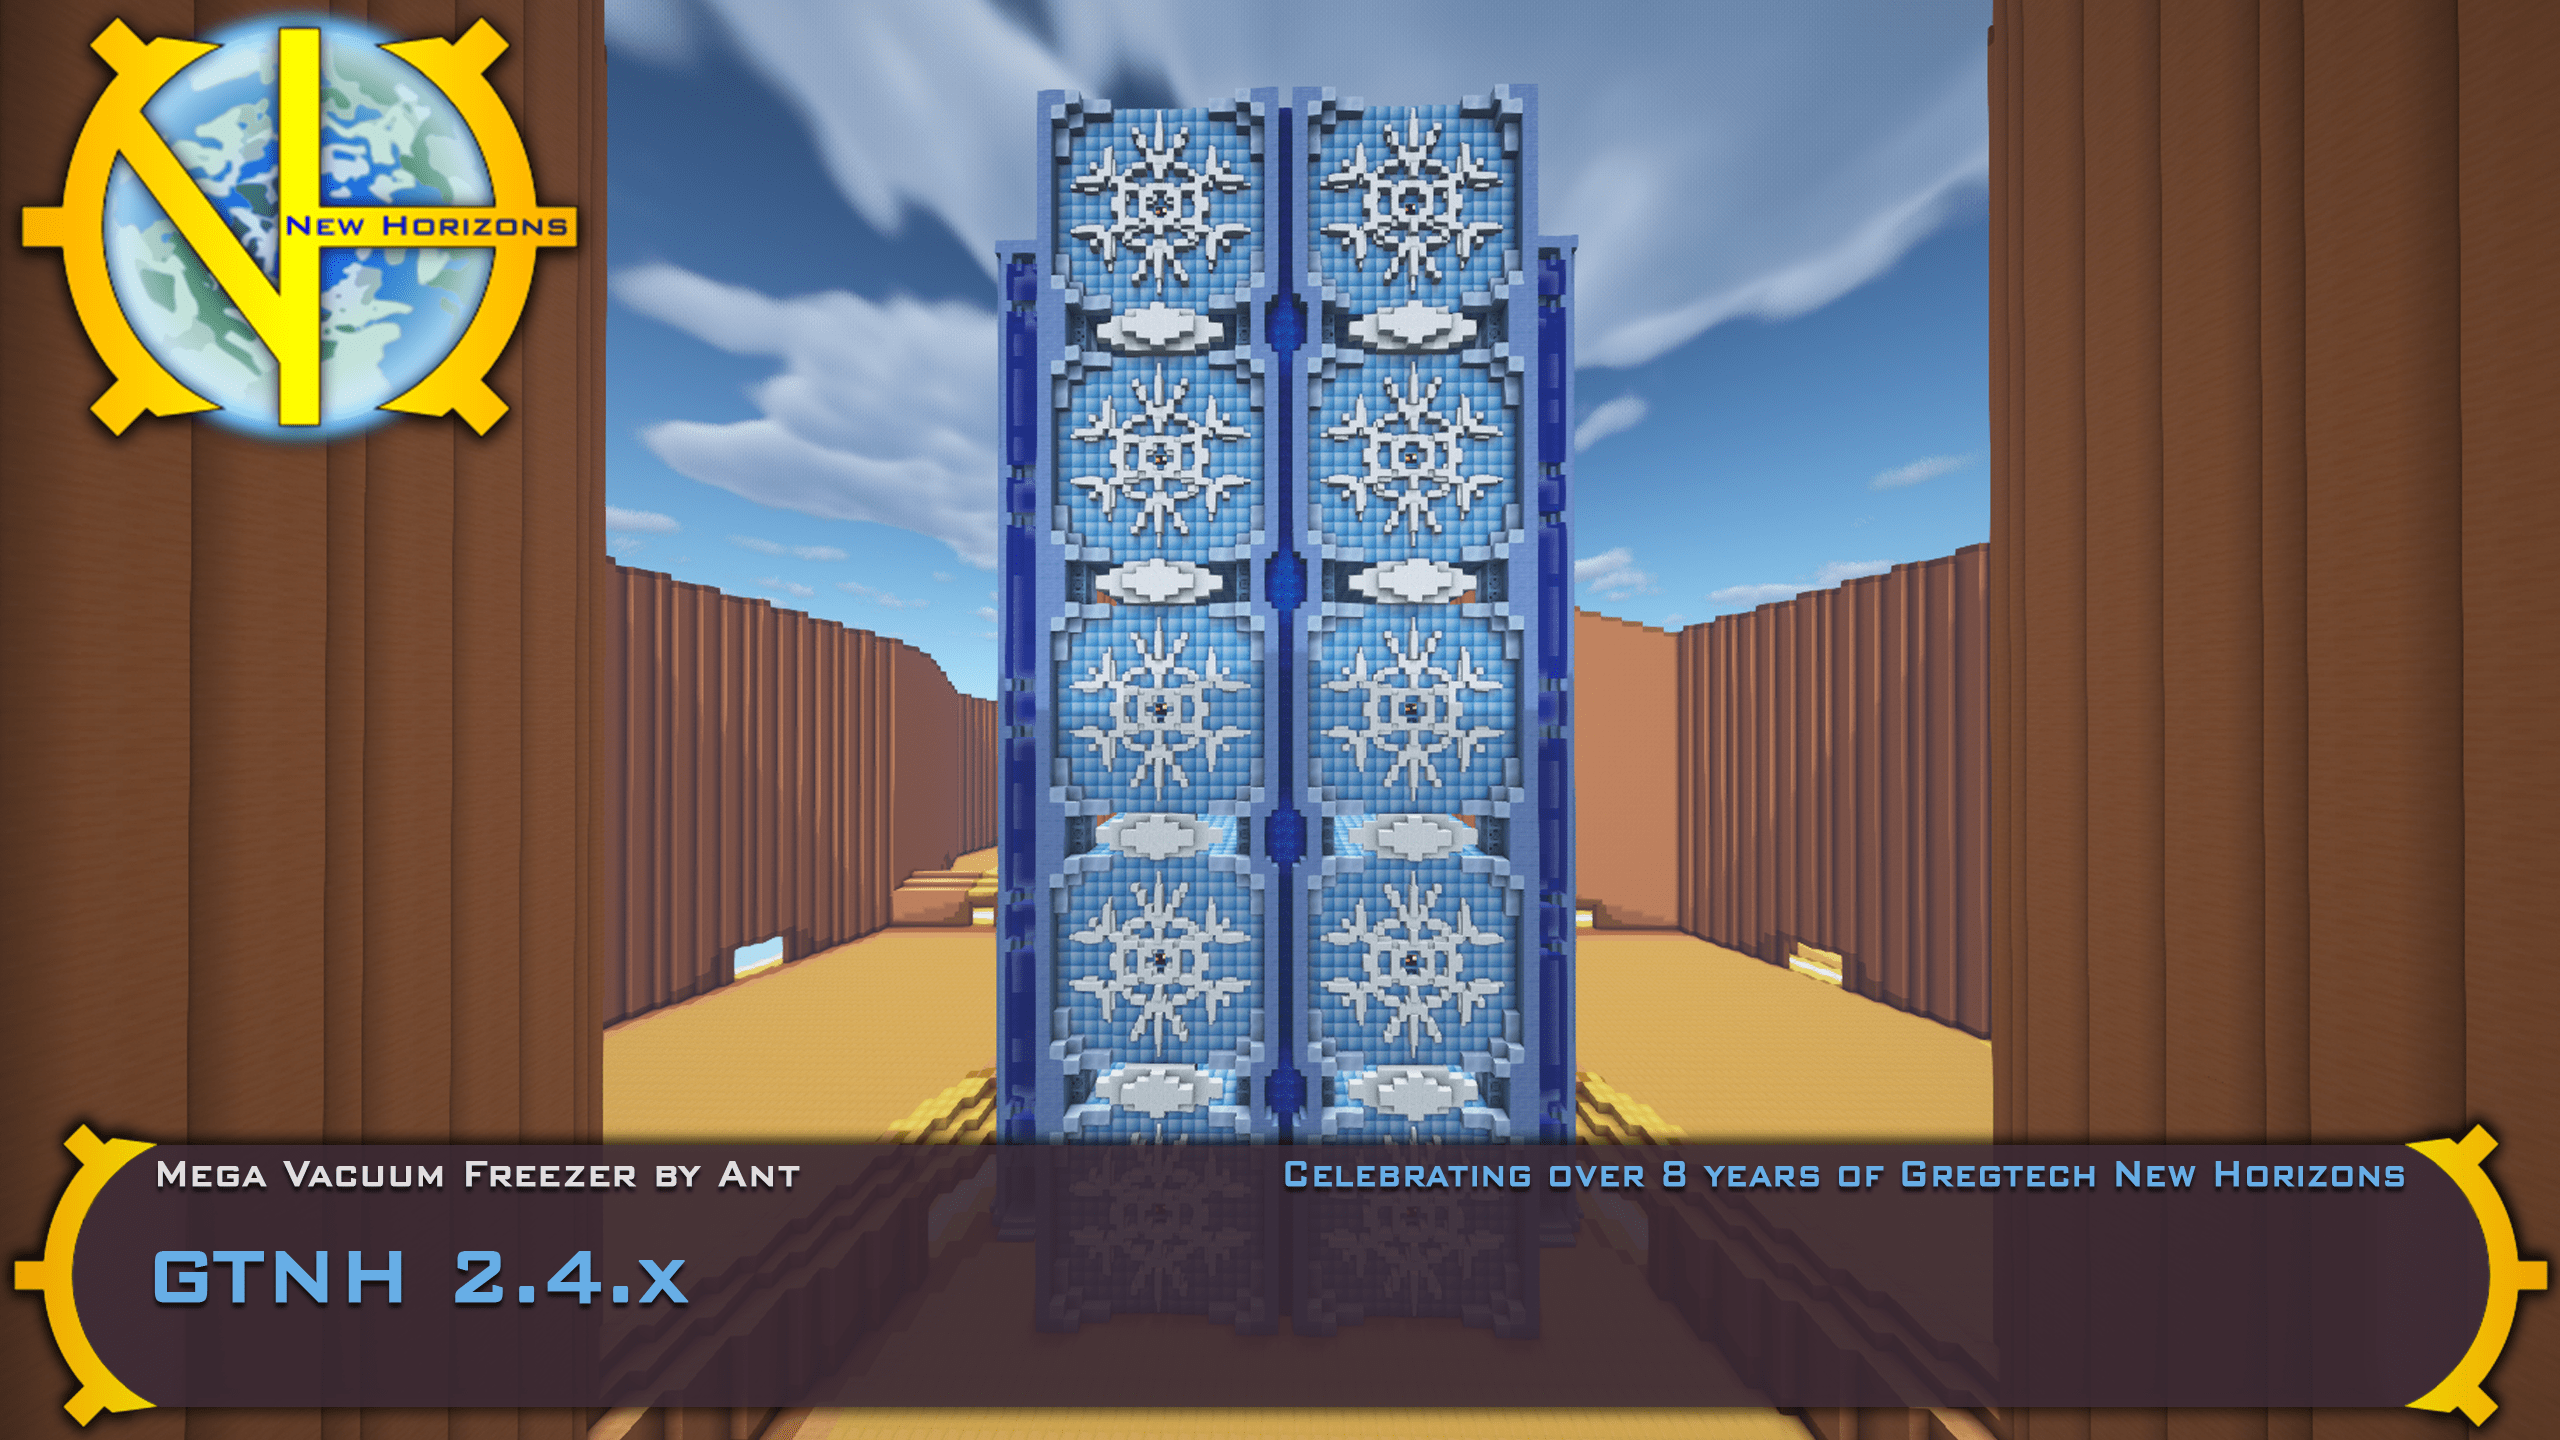 New Horizons
Mega Vacuum Freezer by Ant
Celebrating over 8 years of Gregtech New Horizons
GTNH 2.4.x